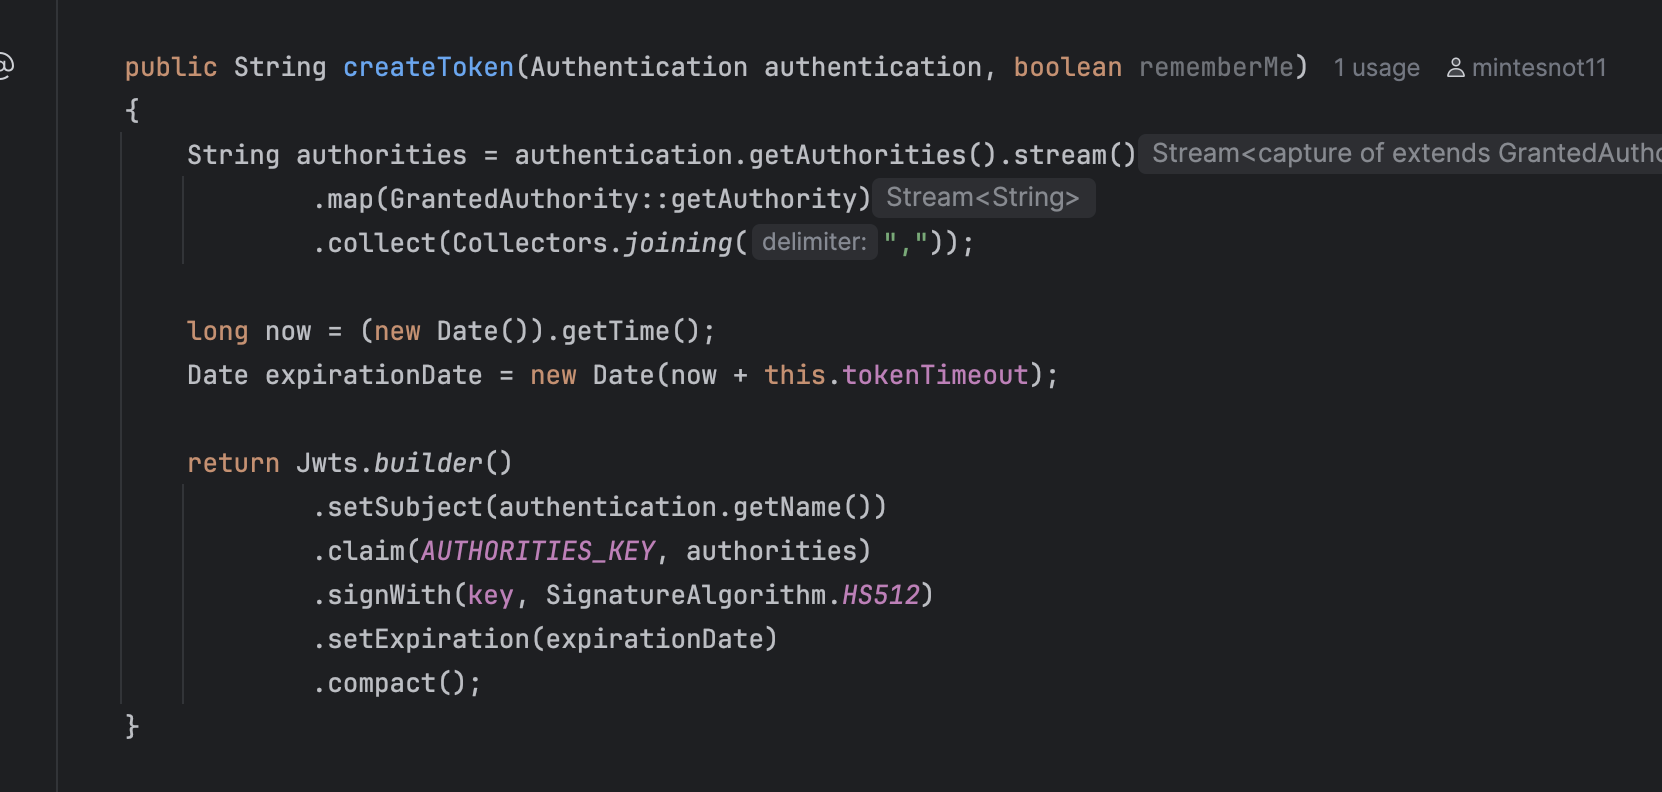 public String createToken(Authentication authentication, boolean rememberMe) 1 usage mintesnot11
{
String authorities = authentication.getAuthorities().stream() Stream<capture of extends
.map(GrantedAuthority::getAuthority) Stream<String>
.collect(Collectors.joining( delimiter: ","));
long now = (new Date()).getTime();
Date expirationDate = new Date(now + this.tokenTimeout);
return Jwts.builder()
.setSubject(authentication.getName())
.claim(AUTHORITIES_KEY, authorities)
.signWith(key, SignatureAlgorithm.HS512)
.setExpiration(expirationDate)
.compact();
}